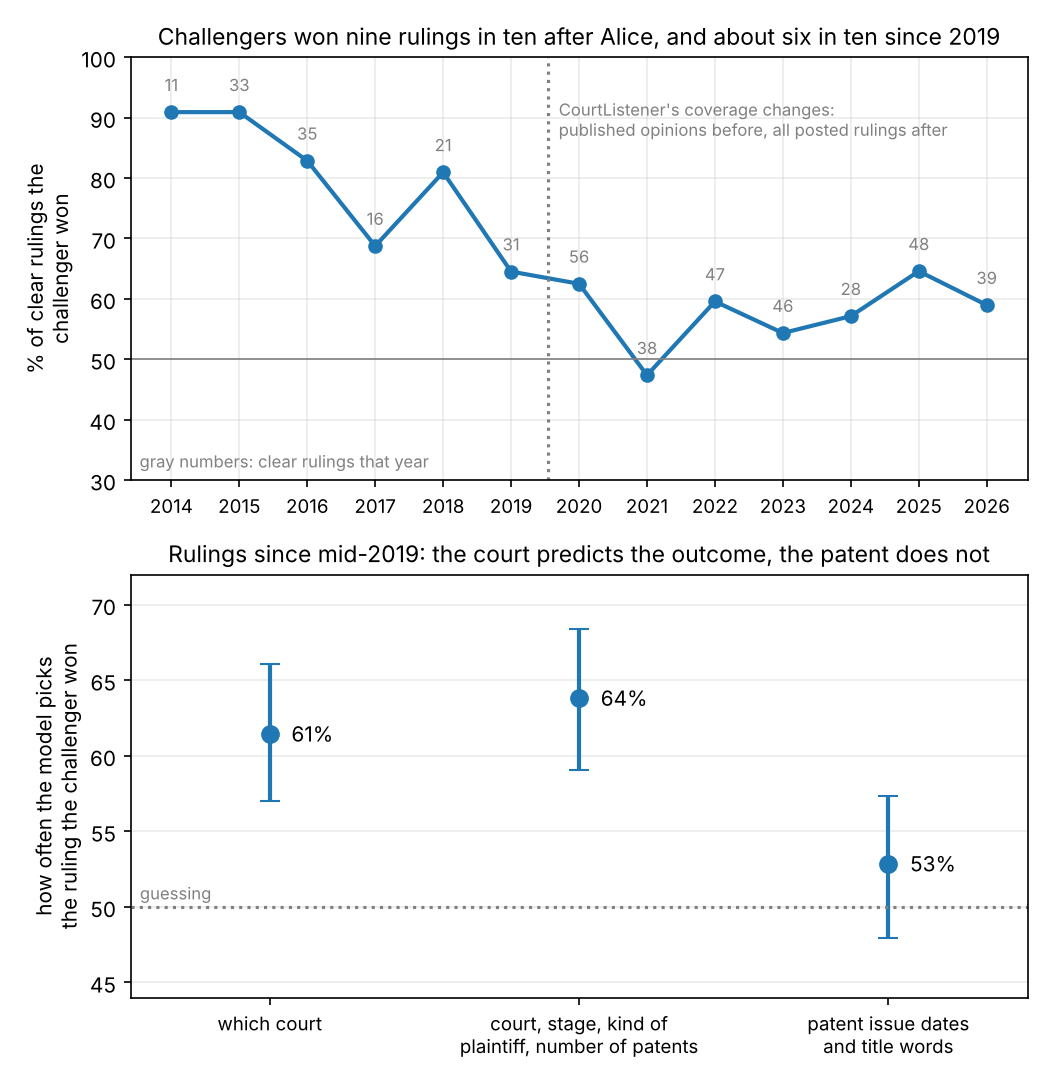 Challengers won nine rulings in ten after Alice, and about six in ten since 2019
% of clear rulings the
challenger won
100
90
80
70
60
50
40
30
11
33
35
16
21
31
56
38
47
46
28
48
39
CourtListener's coverage changes:
published opinions before, all posted rulings after
gray numbers: clear rulings that year
2014
2015
2016
2017
2018
2019
2020
2021
2022
2023
2024
2025
2026
Rulings since mid-2019: the court predicts the outcome, the patent does not
how often the model picks
the ruling the challenger won
70
65
60
55
50
45
61%
64%
53%
guessing
which court
court, stage, kind of
plaintiff, number of patents
patent issue dates
and title words